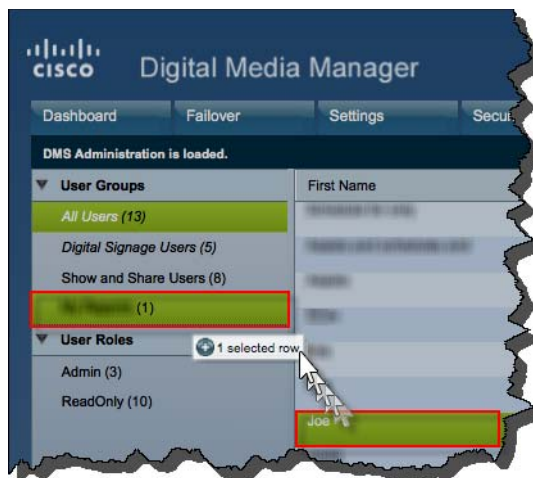 CISCO
Digital Media Manager
Dashboard Failover Settings
DMS Administration is loaded.
User Groups
First Name
All Users (13)
Digital Signage Users (5)
Show and Share Users (8)
(1)
User Roles
1 selected row
Admin (3)
ReadOnly (10)
Joe